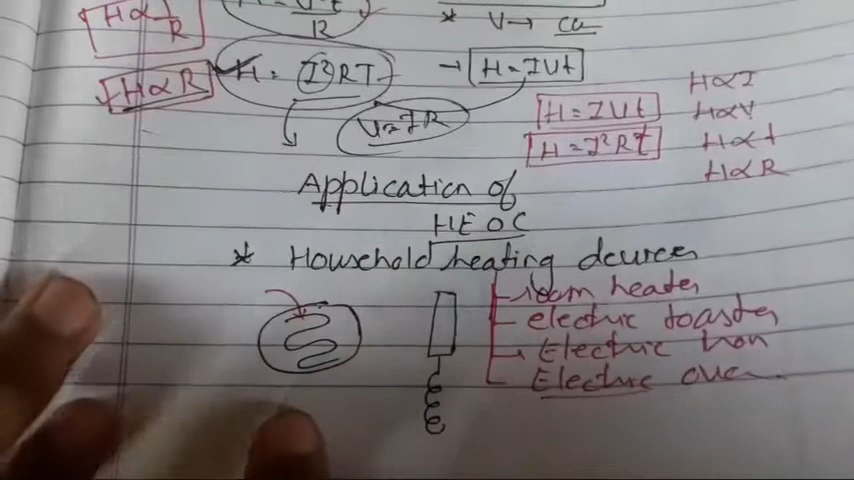 H ∝ 1/R
R
* V →
H = I²RT → H = IVt
H ∝ R
V = IR
H = IVt
H = I²Rt
H ∝ I
H ∝ V
H ∝ t
H ∝ R
Application of
HEOC
* Household heating devices
room heater
electric toaster
Electric Iron
Electric oven